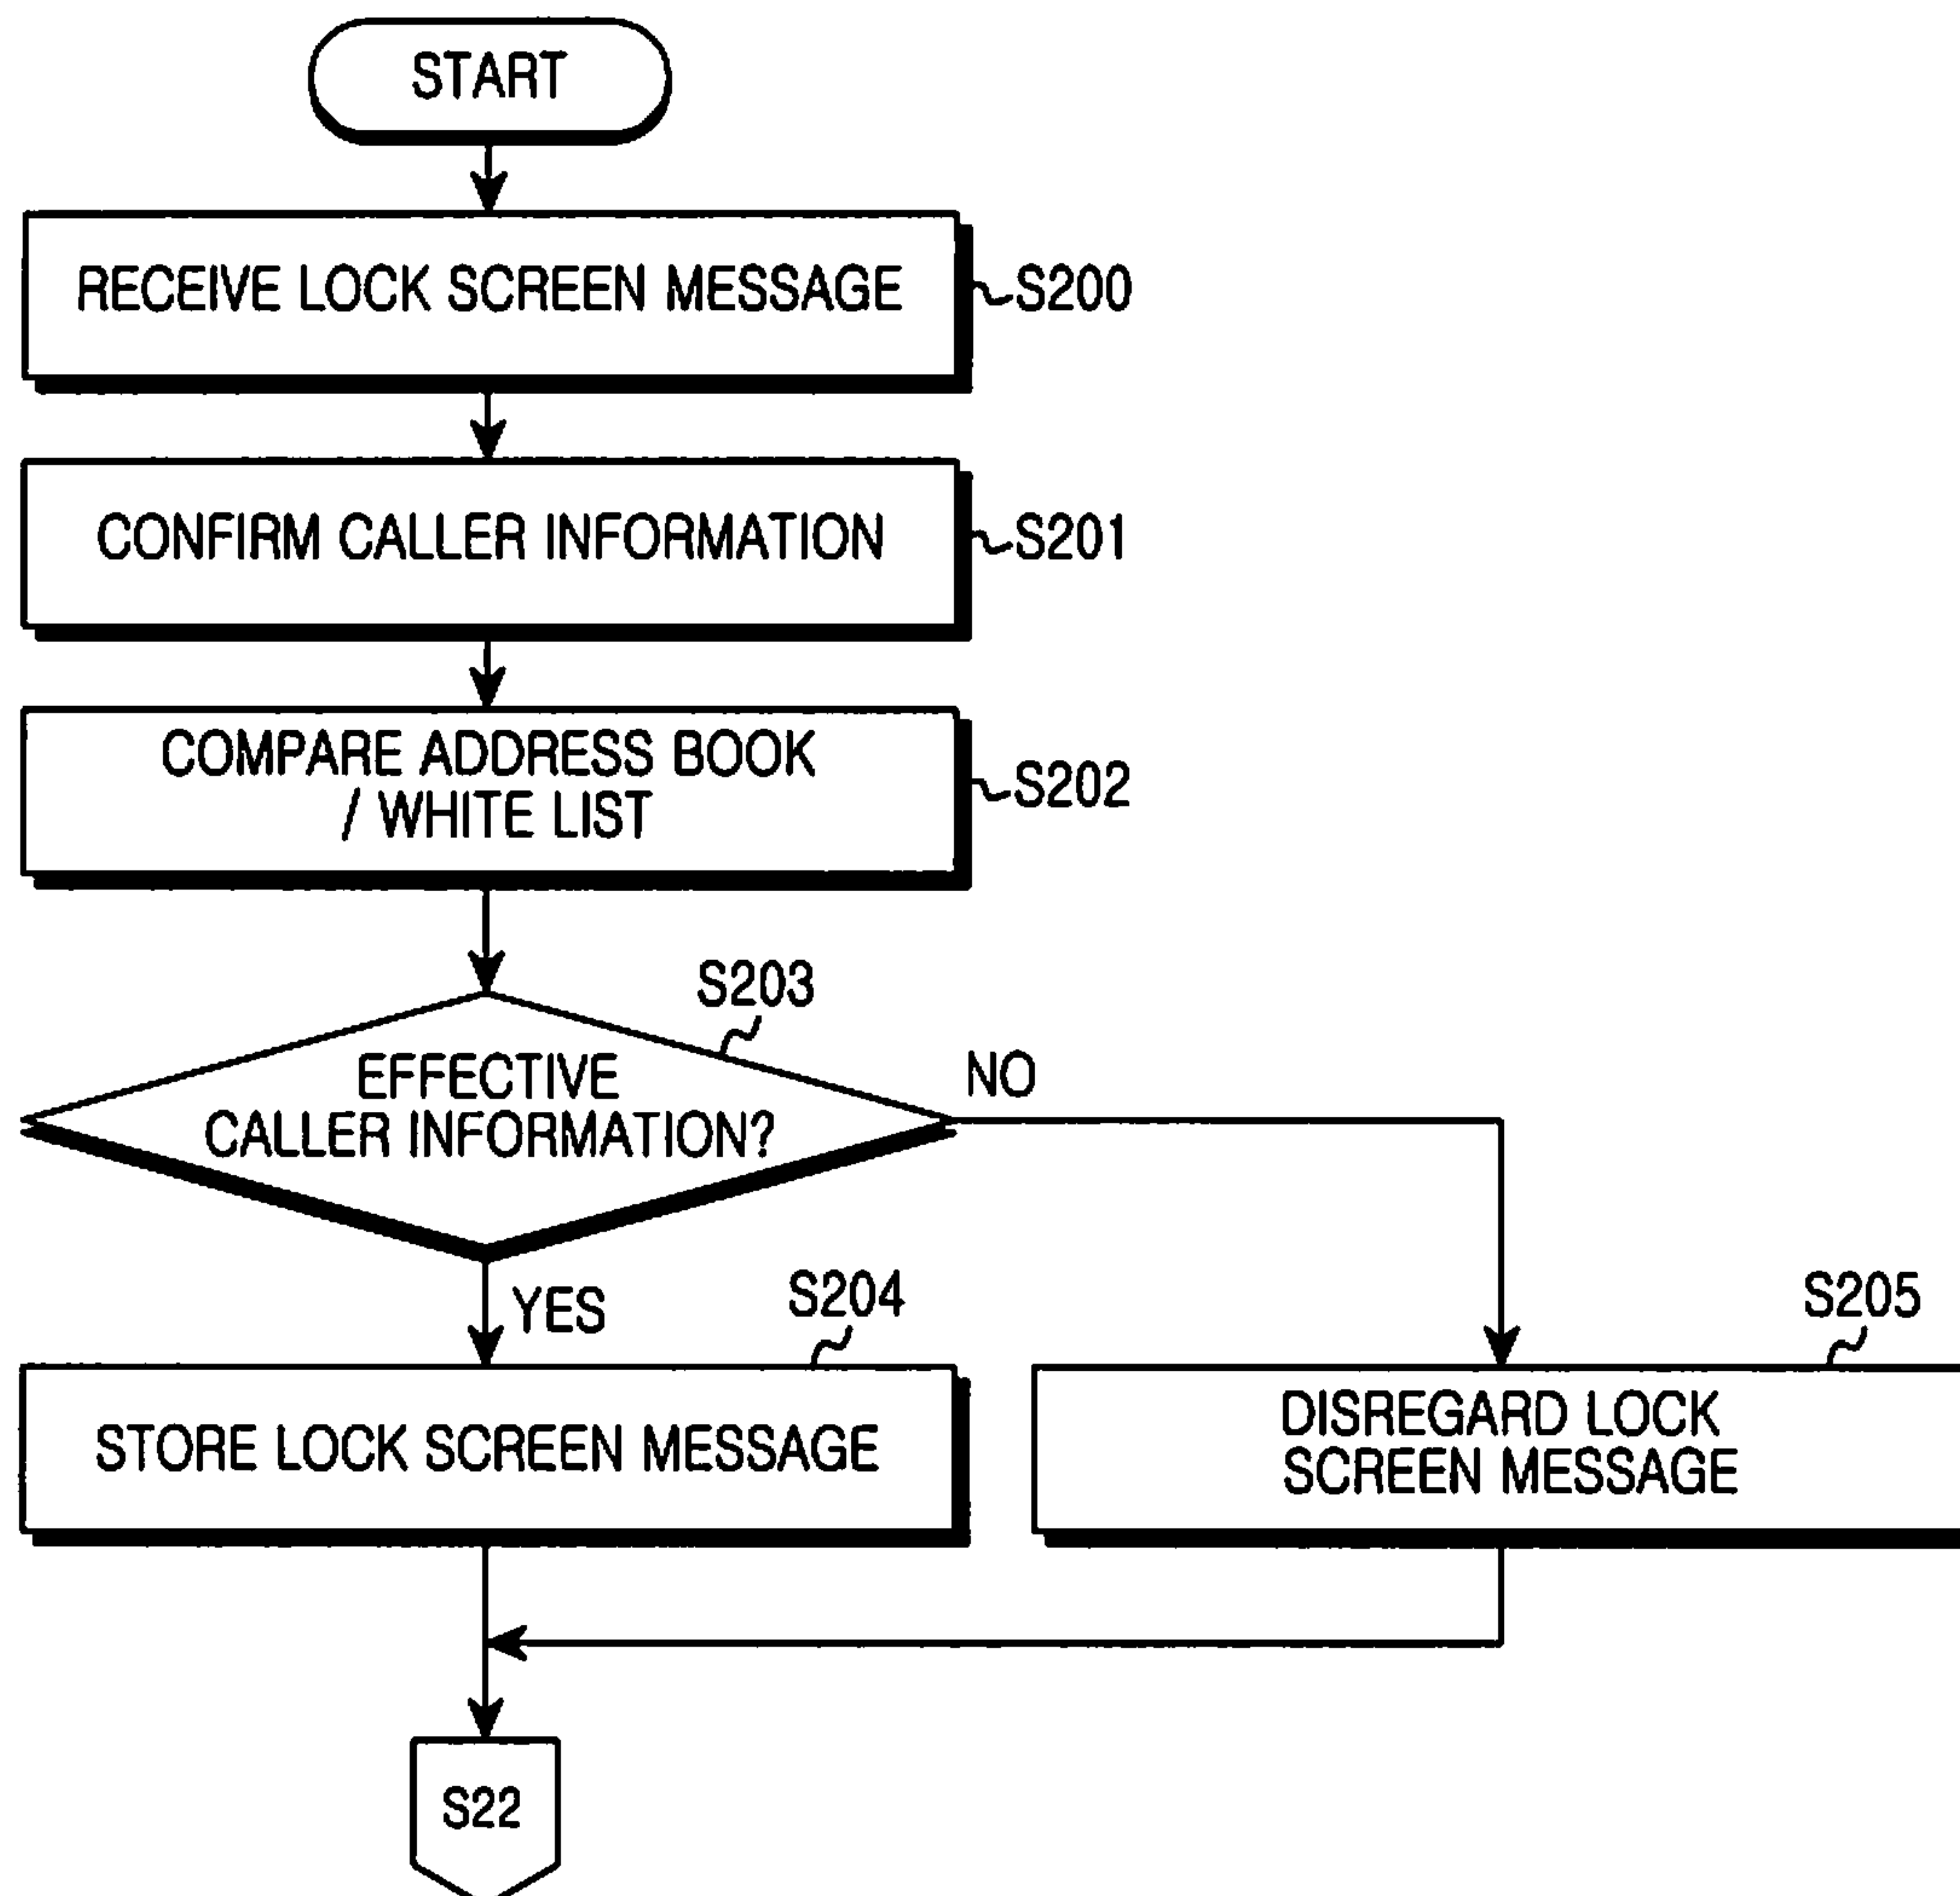 START
RECEIVE LOCK SCREEN MESSAGE
S200
CONFIRM CALLER INFORMATION
S201
COMPARE ADDRESS BOOK
/ WHITE LIST
S202
S203
EFFECTIVE
CALLER INFORMATION?
NO
YES
S204
STORE LOCK SCREEN MESSAGE
S205
DISREGARD LOCK
SCREEN MESSAGE
S22